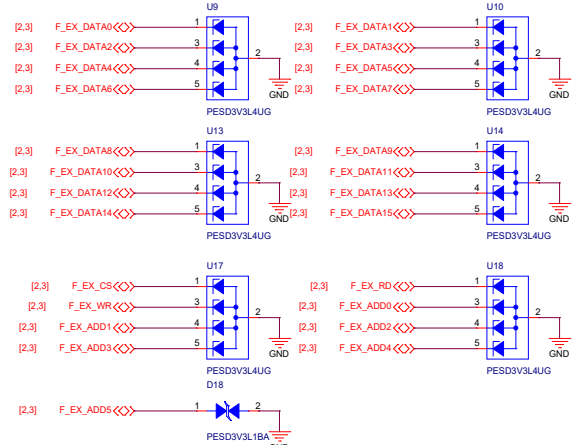 U9 U10
[2,3] F_EX_DATA0 1 [2,3] F_EX_DATA1 1
[2,3] F_EX_DATA2 3 [2,3] F_EX_DATA3 3
2 2
[2,3] F_EX_DATA4 4 [2,3] F_EX_DATA5 4
[2,3] F_EX_DATA6 5 GND [2,3] F_EX_DATA7 5 GND
PESD3V3L4UG PESD3V3L4UG
U13 U14
[2,3] F_EX_DATA8 1 [2,3] F_EX_DATA9 1
[2,3] F_EX_DATA10 3 [2,3] F_EX_DATA11 3
2 2
[2,3] F_EX_DATA12 4 [2,3] F_EX_DATA13 4
[2,3] F_EX_DATA14 5 GND [2,3] F_EX_DATA15 5 GND
PESD3V3L4UG PESD3V3L4UG
U17 U18
[2,3] F_EX_CS 1 [2,3] F_EX_RD 1
[2,3] F_EX_WR 3 [2,3] F_EX_ADD0 3
2 2
[2,3] F_EX_ADD1 4 [2,3] F_EX_ADD2 4
[2,3] F_EX_ADD3 5 GND [2,3] F_EX_ADD4 5 GND
PESD3V3L4UG PESD3V3L4UG
D18
[2,3] F_EX_ADD5 1 2
PESD3V3L1BA
GND